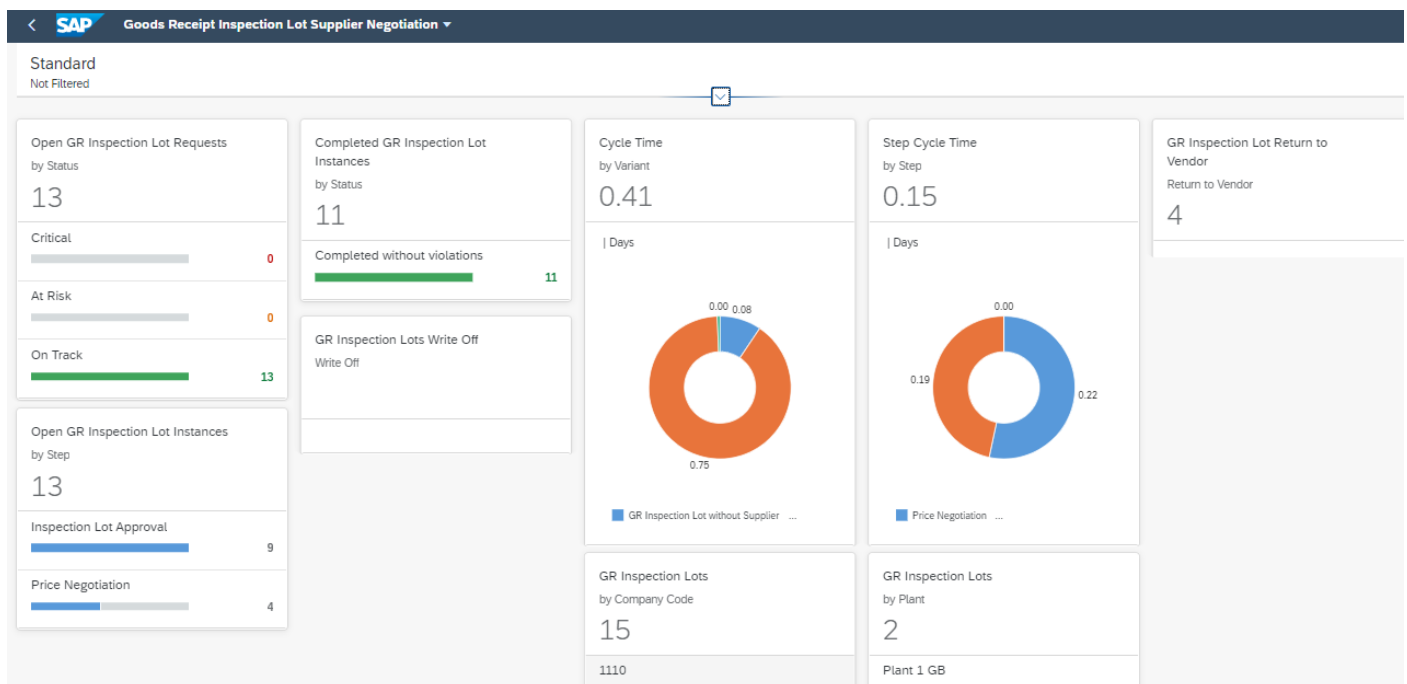 SAP
Goods Receipt Inspection Lot Supplier Negotiation
Standard
Not Filtered
Open GR Inspection Lot Requests
by Status
13
Critical
0
At Risk
0
On Track
13
Open GR Inspection Lot Instances
by Step
13
Inspection Lot Approval
9
Price Negotiation
4
Completed GR Inspection Lot
Instances
by Status
11
Completed without violations
11
GR Inspection Lots Write Off
Write Off
Cycle Time
by Variant
0.41
| Days
0.00 0.08
0.75
GR Inspection Lot without Supplier ...
GR Inspection Lots
by Company Code
15
1110
Step Cycle Time
by Step
0.15
| Days
0.00
0.19
0.22
Price Negotiation ...
GR Inspection Lots
by Plant
2
Plant 1 GB
GR Inspection Lot Return to
Vendor
Return to Vendor
4